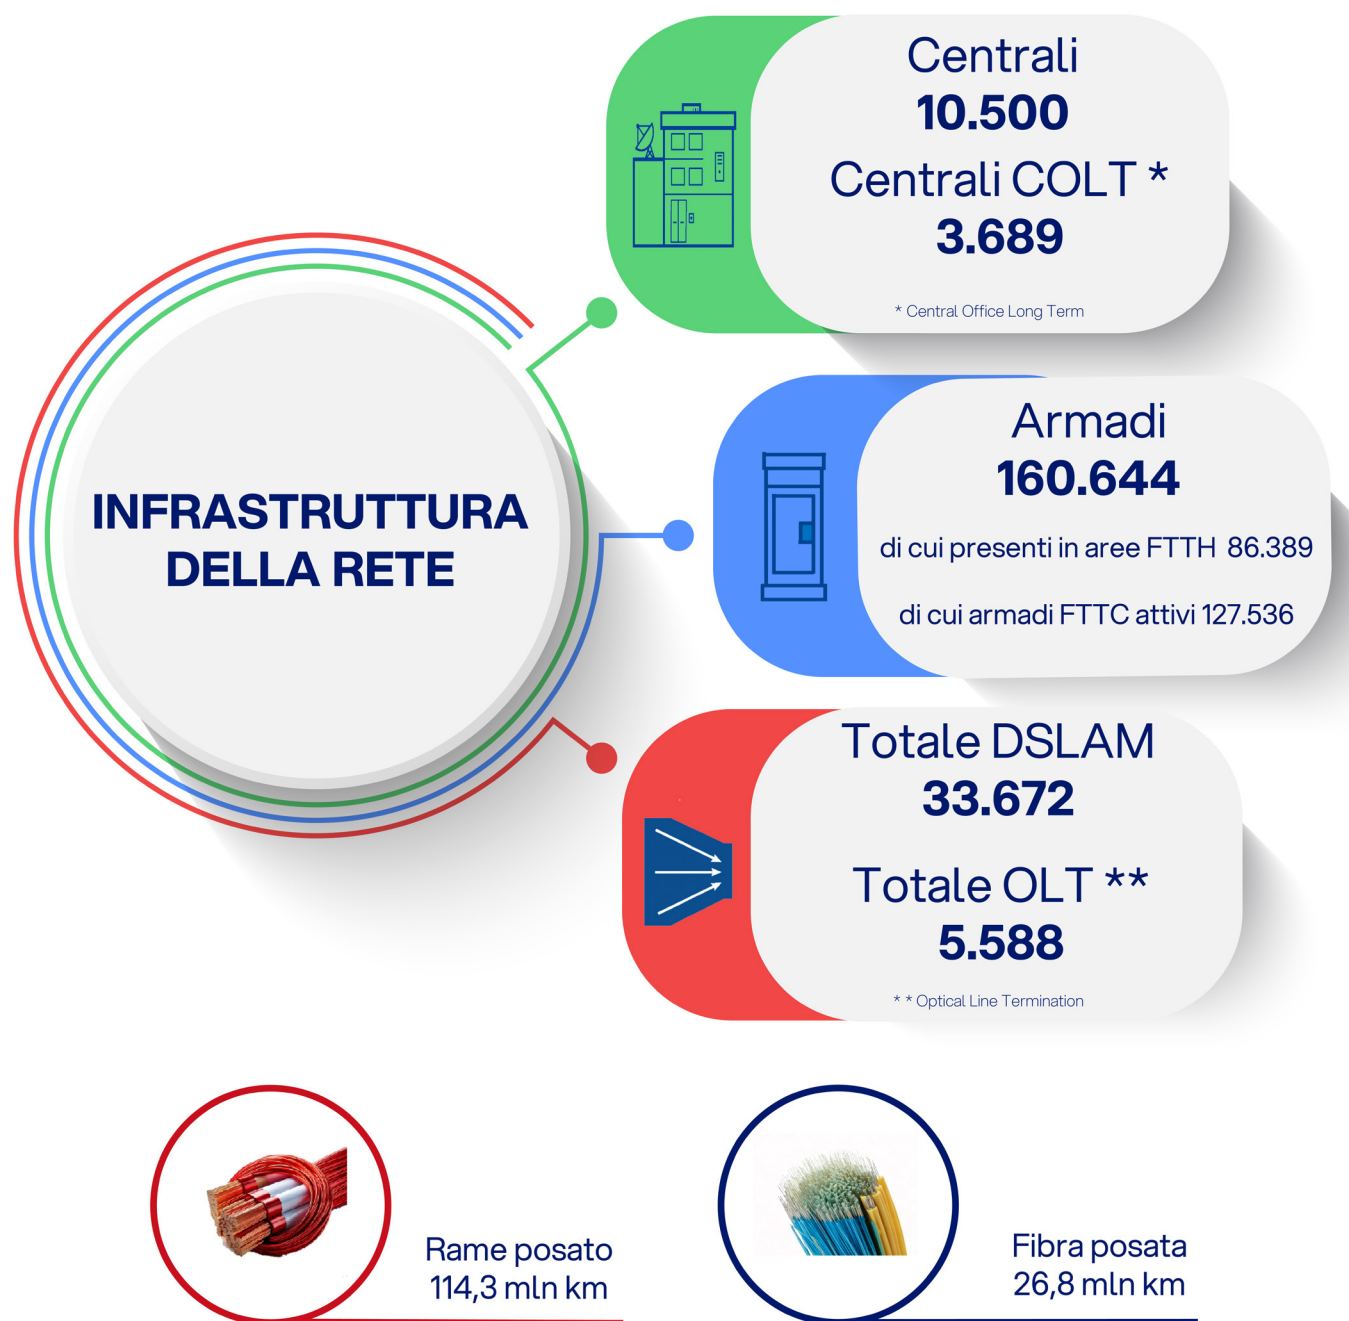 INFRASTRUTTURA
DELLA RETE
Centrali
10.500
Centrali COLT *
3.689
* Central Office Long Term
Armadi
160.644
di cui presenti in aree FTTH 86.389
di cui armadi FTTC attivi 127.536
Totale DSLAM
33.672
Totale OLT **
5.588
* * Optical Line Termination
Rame posato
114,3 mln km
Fibra posata
26,8 mln km